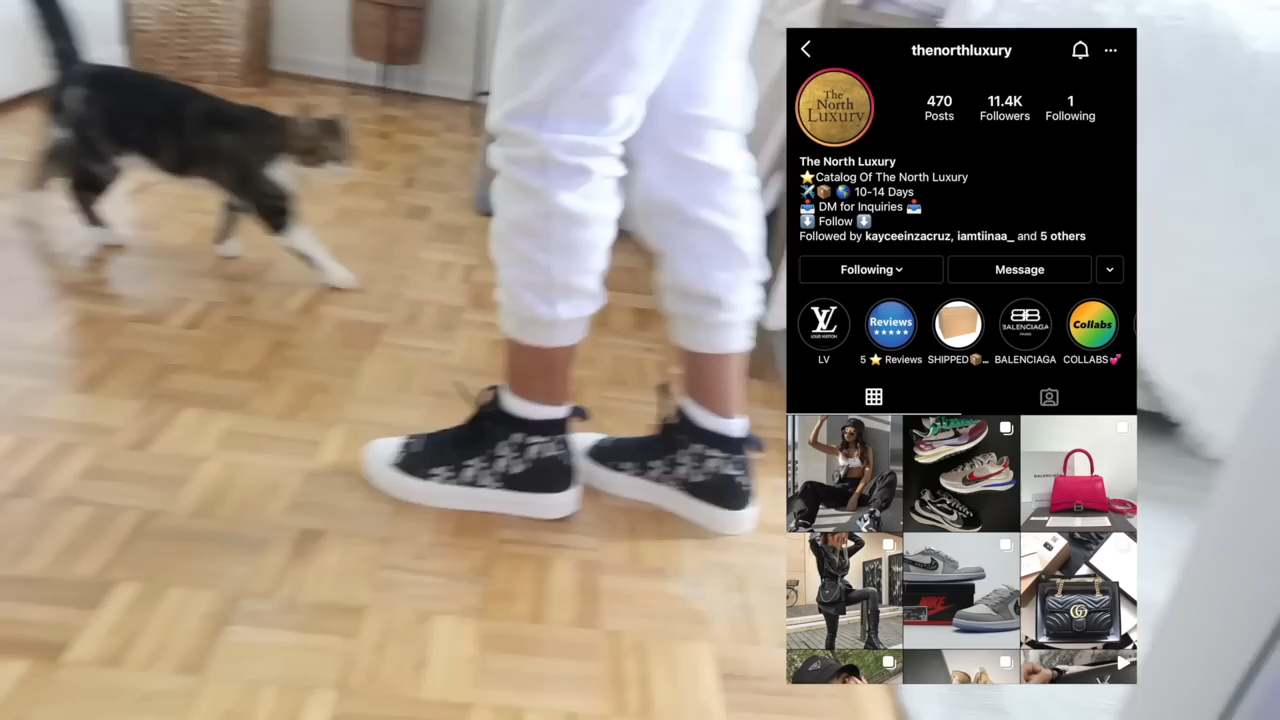 thenorthluxury
The
North
Luxury
470
Posts
11.4K
Followers
1
Following
The North Luxury
⭐Catalog Of The North Luxury
✈️📦 🌎 10-14 Days
📥 DM for Inquiries 📥
⬇️ Follow ⬇️
Followed by kayceeinzacruz, iamtiinaa_ and 5 others
Following
Message
LOUIS VUITTON
Reviews
BALENCIAGA
Collabs
LV
5 ⭐ Reviews
SHIPPED📦...
BALENCIAGA
COLLABS💕
NIKE